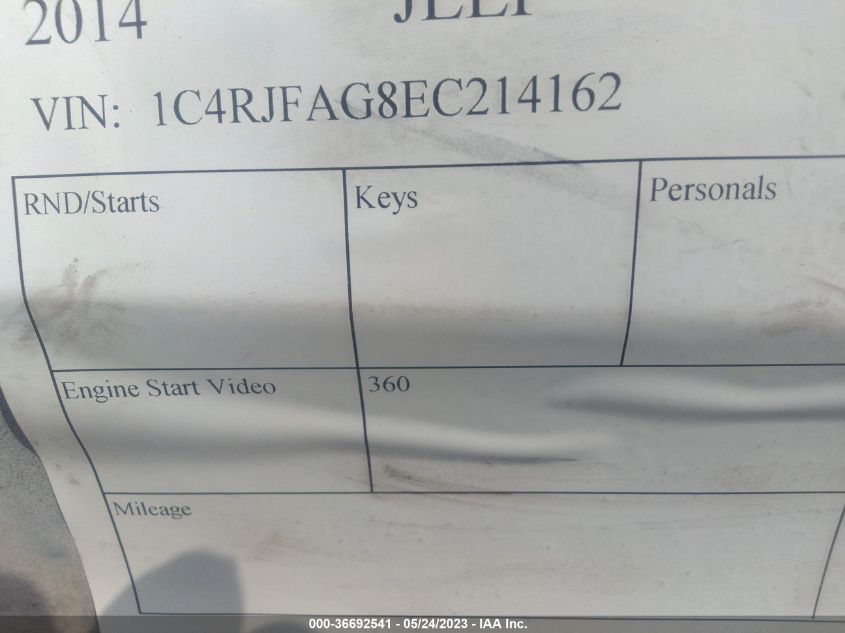 2014 JEEP
VIN: 1C4RJFAG8EC214162
RND/Starts Keys Personals
Engine Start Video 360
Mileage
000-36692541 - 05/24/2023 - IAA Inc.